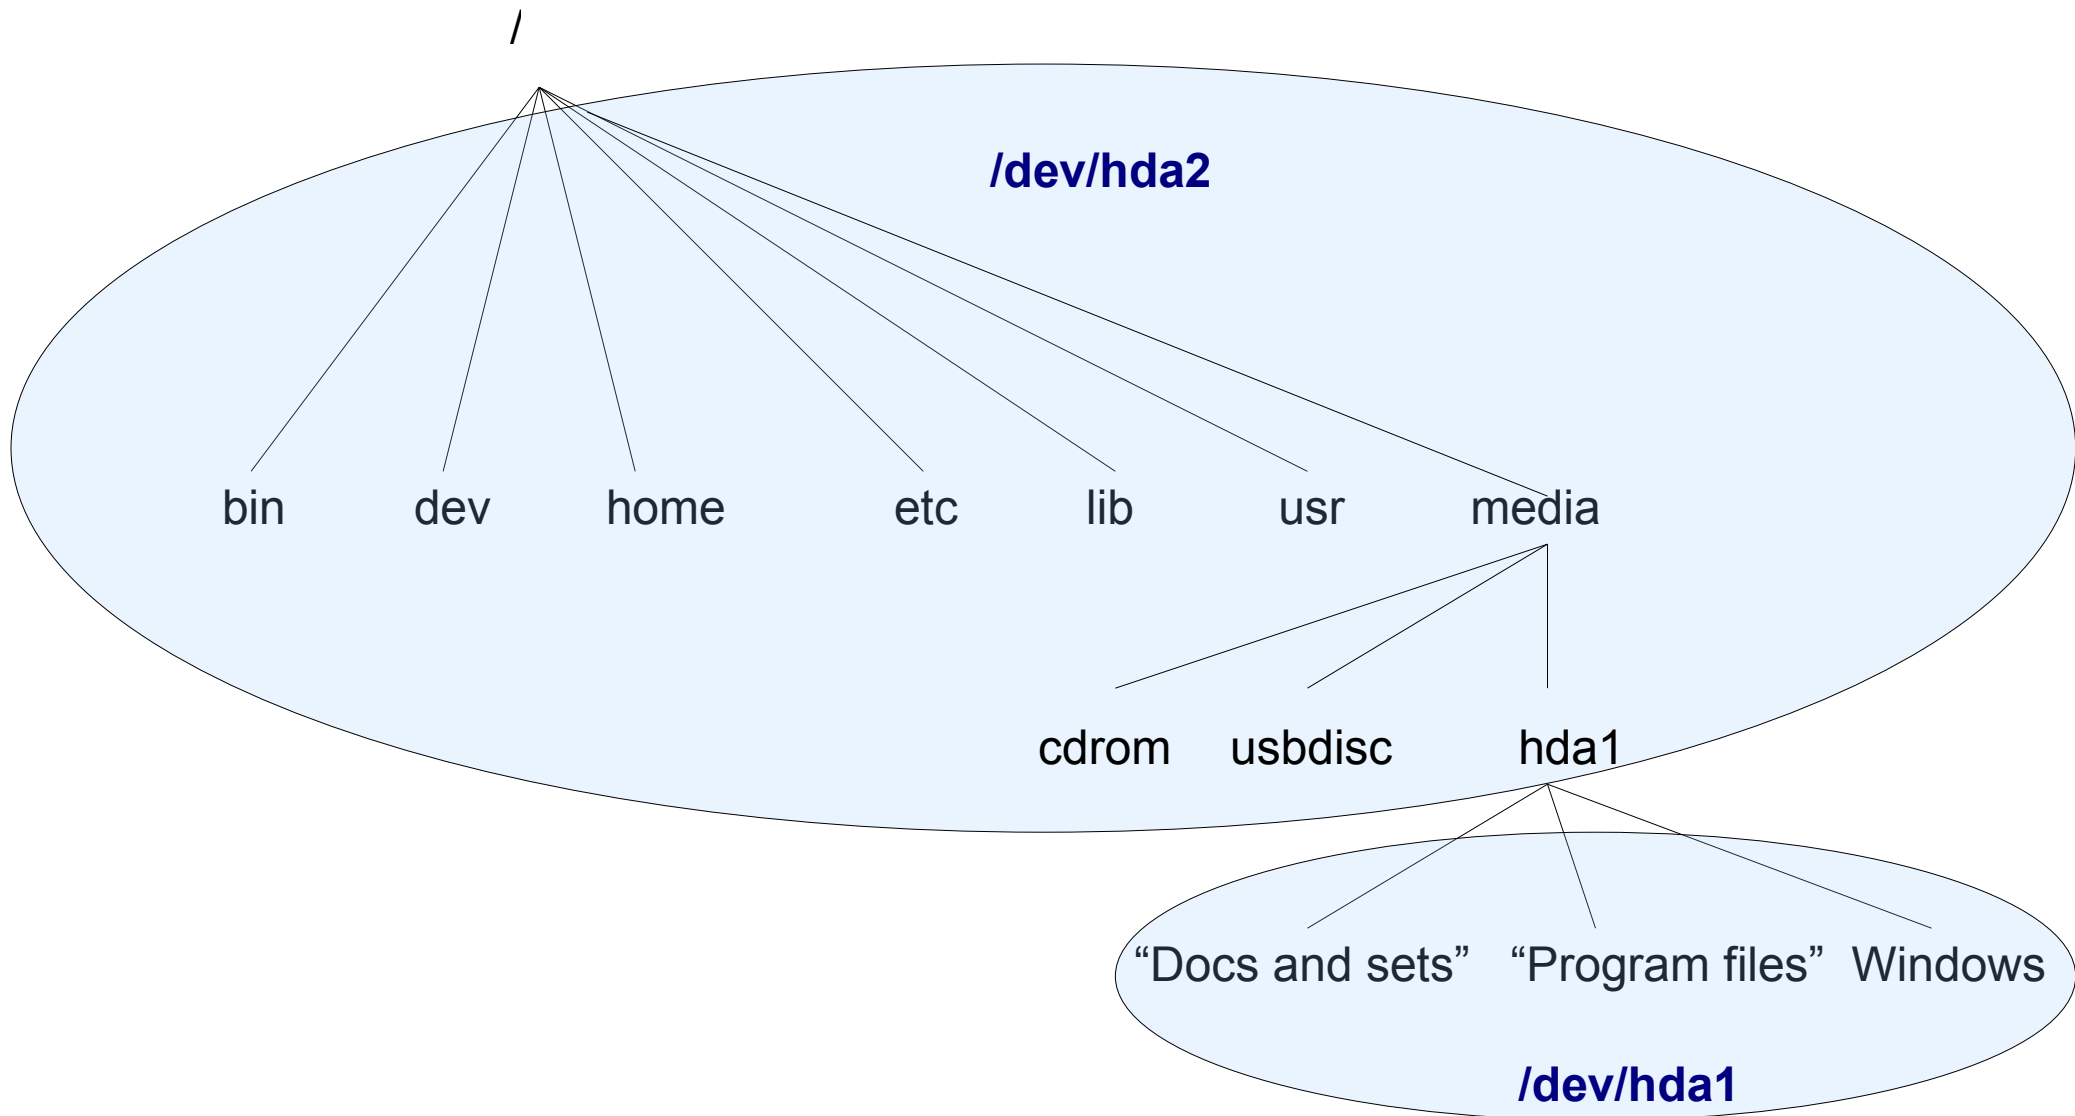 /
/dev/hda2
bin dev home etc lib usr media
cdrom usbdisc hda1
“Docs and sets” “Program files” Windows
/dev/hda1